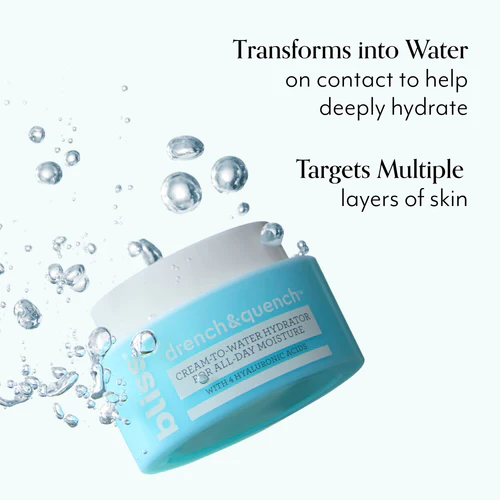 Transforms into Water
on contact to help
deeply hydrate
Targets Multiple
layers of skin
bliss
drench&quench™
CREAM-TO-WATER HYDRATOR
FOR ALL-DAY MOISTURE
WITH 4 HYALURONIC ACIDS